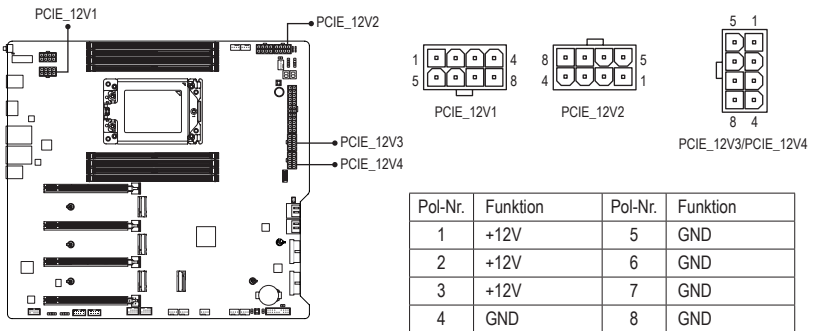 PCIE_12V1
PCIE_12V2
PCIE_12V3
PCIE_12V4
1 4
5 8
PCIE_12V1
8 5
4 1
PCIE_12V2
5 1
8 4
PCIE_12V3/PCIE_12V4
Pol-Nr. Funktion Pol-Nr. Funktion
1 +12V 5 GND
2 +12V 6 GND
3 +12V 7 GND
4 GND 8 GND